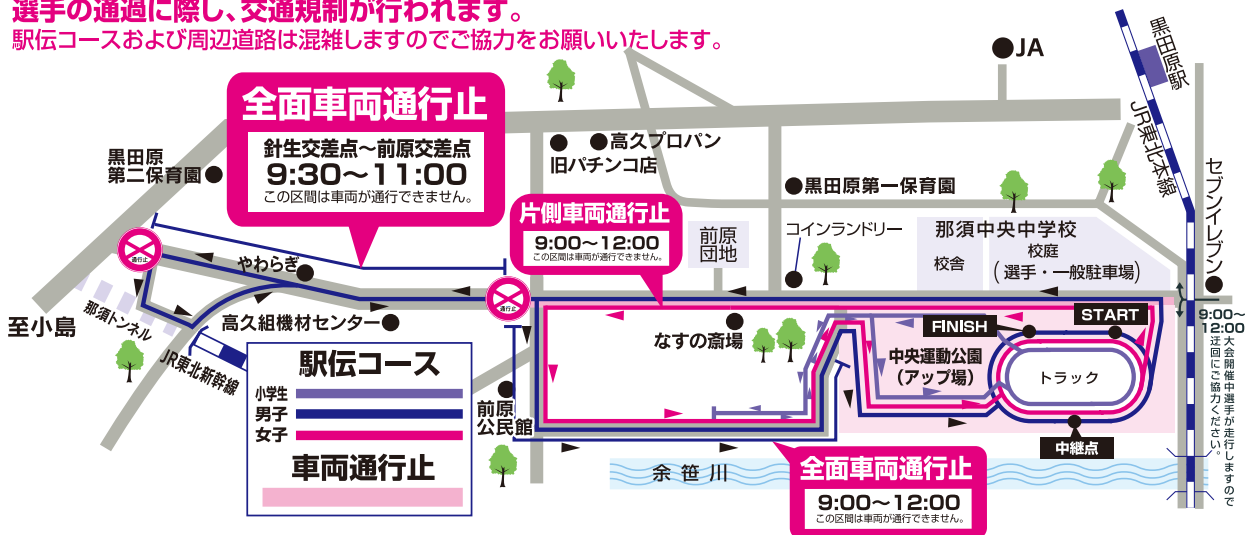 選手の通過に際し、交通規制が行われます。
駅伝コースおよび周辺道路は混雑しますのでご協力をお願いいたします。
JA
黒田原駅
JR東北本線
全面車両通行止
針生交差点〜前原交差点
9:30〜11:00
この区間は車両が通行できません。
黒田原
第二保育園
高久プロパン
旧パチンコ店
黒田原第一保育園
セブンイレブン
片側車両通行止
9:00〜12:00
この区間は車両が通行できません。
前原
団地
コインランドリー
那須中央中学校
校舎
校庭
(選手・一般駐車場)
通行止
やわらぎ
通行止
至小島
那須トンネル
高久組機材センター
JR東北新幹線
なすの斎場
FINISH
START
中央運動公園
(アップ場)
トラック
中継点
9:00〜
12:00
大会開催中選手が走行しますので
迂回にご協力ください。
駅伝コース
小学生
男子
女子
車両通行止
前原
公民館
余笹川
全面車両通行止
9:00〜12:00
この区間は車両が通行できません。